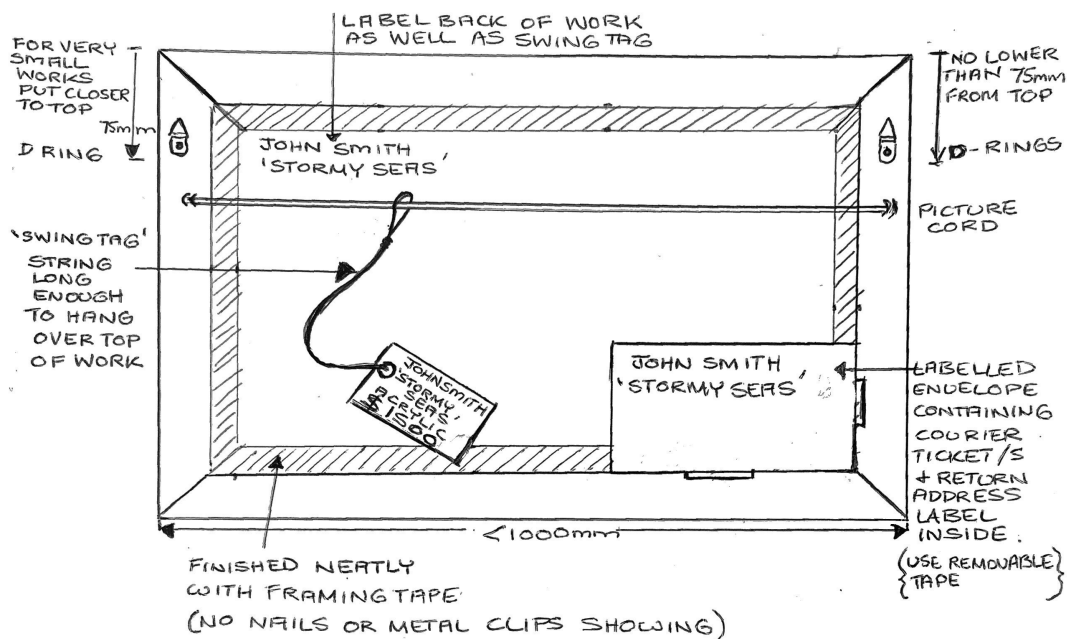 LABEL BACK OF WORK
AS WELL AS SWING TAG
FOR VERY
SMALL
WORKS
PUT CLOSER
TO TOP
75mm
D RING
NO LOWER
THAN 75mm
FROM TOP
D-RINGS
JOHN SMITH
'STORMY SEAS'
PICTURE
CORD
'SWING TAG'
STRING
LONG
ENOUGH
TO HANG
OVER TOP
OF WORK
JOHN SMITH
'STORMY
SEAS'
ACRYLIC
$1500
JOHN SMITH
'STORMY SEAS'
LABELLED
ENVELOPE
CONTAINING
COURIER
TICKET/S
+ RETURN
ADDRESS
LABEL
INSIDE.
(USE REMOVABLE
TAPE)
<1000mm
FINISHED NEATLY
WITH FRAMING TAPE
(NO NAILS OR METAL CLIPS SHOWING)